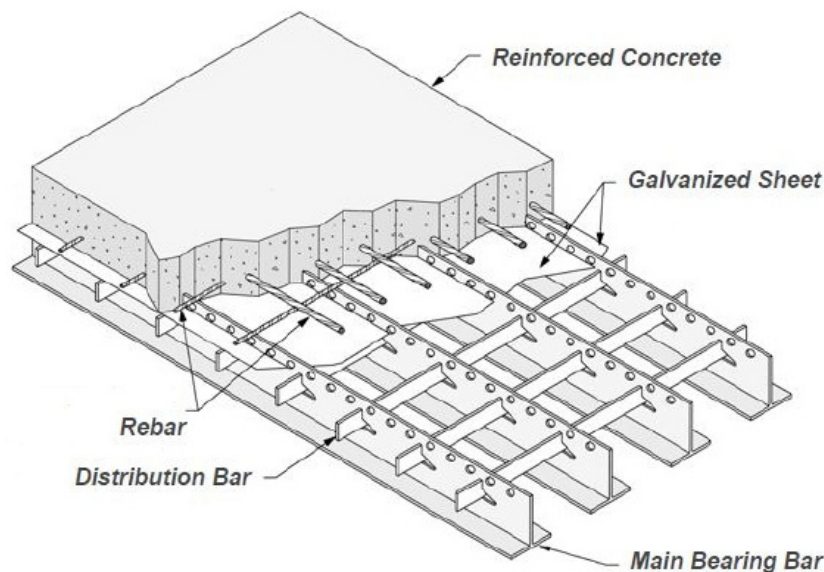 Reinforced Concrete
Galvanized Sheet
Rebar
Distribution Bar
Main Bearing Bar